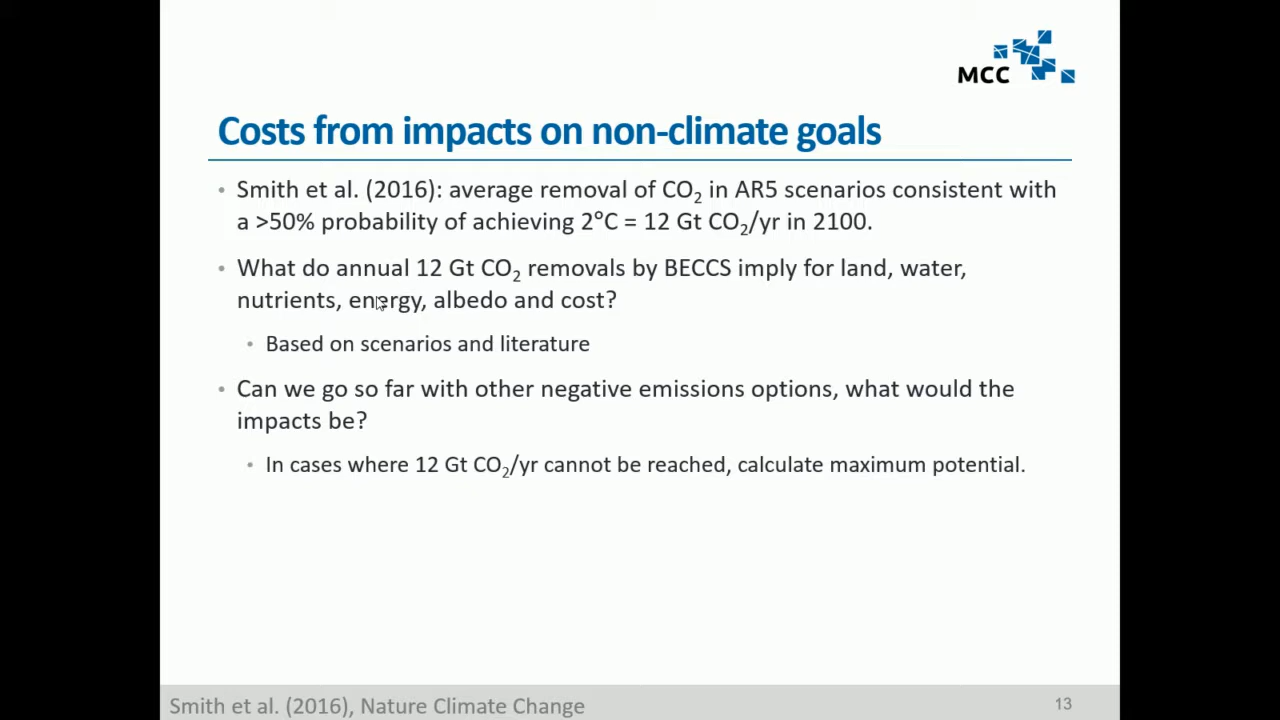 MCC
Costs from impacts on non-climate goals
• Smith et al. (2016): average removal of CO₂ in AR5 scenarios consistent with
a >50% probability of achieving 2°C = 12 Gt CO₂/yr in 2100.
• What do annual 12 Gt CO₂ removals by BECCS imply for land, water,
nutrients, energy, albedo and cost?
• Based on scenarios and literature
• Can we go so far with other negative emissions options, what would the
impacts be?
• In cases where 12 Gt CO₂/yr cannot be reached, calculate maximum potential.
Smith et al. (2016), Nature Climate Change
13